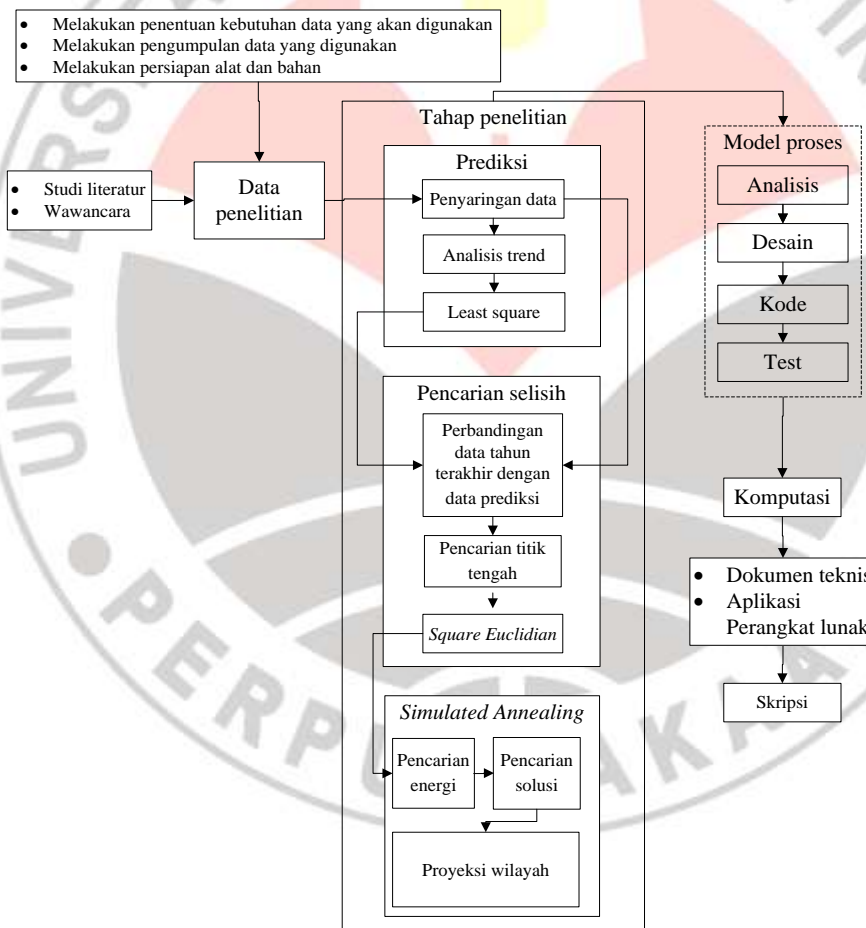 • Melakukan penentuan kebutuhan data yang akan digunakan
• Melakukan pengumpulan data yang digunakan
• Melakukan persiapan alat dan bahan
• Studi literatur
• Wawancara
Data
penelitian
Tahap penelitian
Prediksi
Penyaringan data
Analisis trend
Least square
Pencarian selisih
Perbandingan
data tahun
terakhir dengan
data prediksi
Pencarian titik
tengah
Square Euclidian
Simulated Annealing
Pencarian
energi
Pencarian
solusi
Proyeksi wilayah
Model proses
Analisis
Desain
Kode
Test
Komputasi
• Dokumen teknis
• Aplikasi
Perangkat lunak
Skripsi